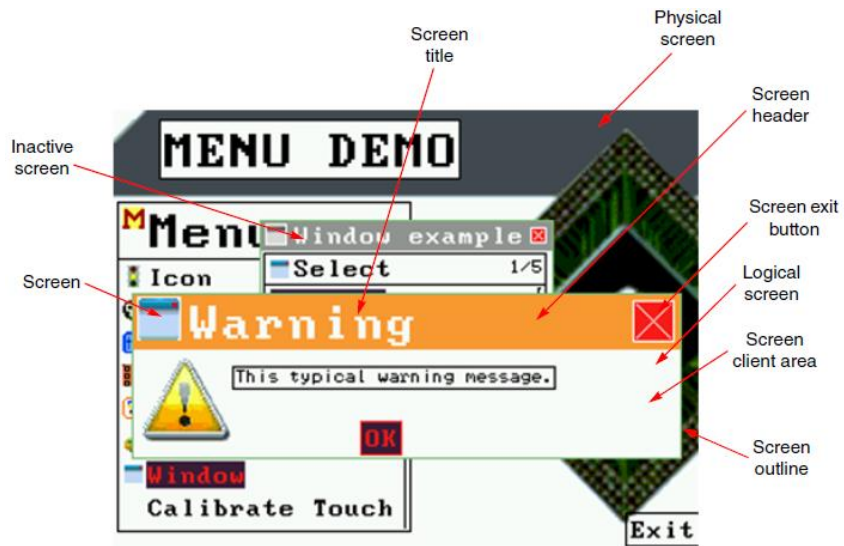 Physical
screen
Screen
title
Screen
header
MENU DEMO
Inactive
screen
Screen exit
button
M Menu
Window example
Select 1/5
Icon
Logical
screen
Screen
Warning
Screen
client area
This typical warning message.
OK
Screen
outline
Window
Calibrate Touch
Exit